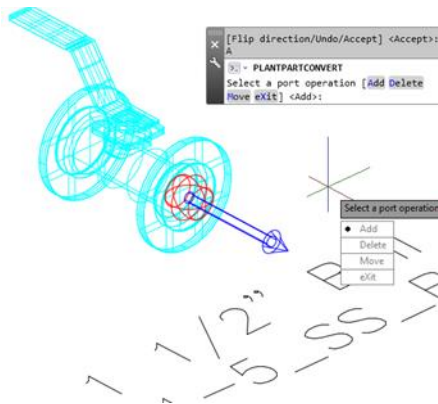 [Flip direction/Undo/Accept] <Accept>:
A
PLANTPARTCONVERT
Select a port operation [Add Delete
Move eXit] <Add>:
Select a port operation
Add
Delete
Move
eXit
1 1/2"
_5_SS_